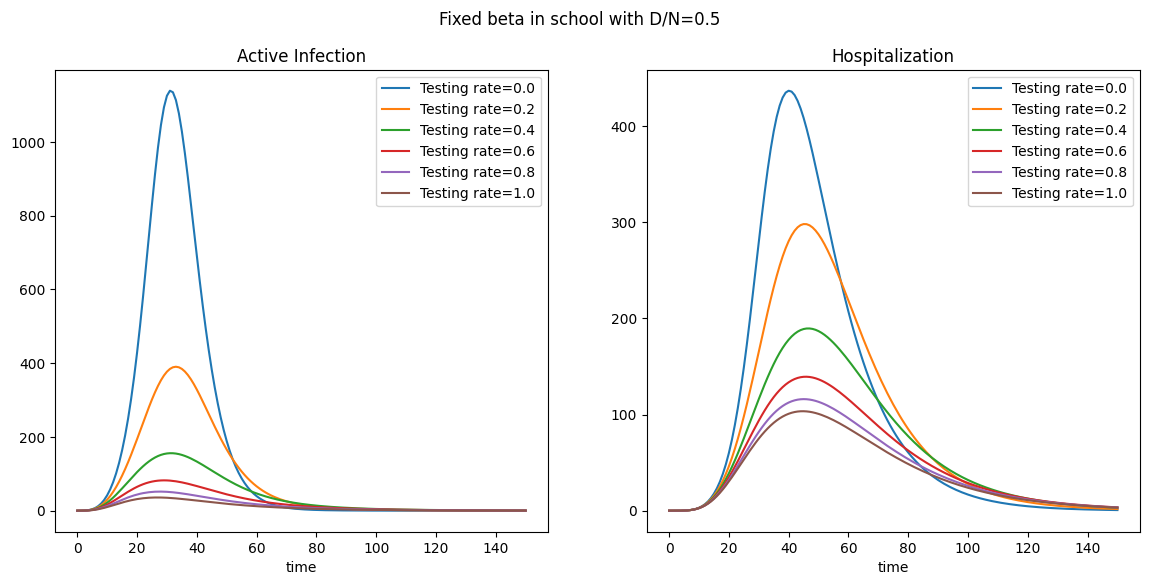 Fixed beta in school with D/N=0.5
Active Infection
Testing rate=0.0
Testing rate=0.2
Testing rate=0.4
Testing rate=0.6
Testing rate=0.8
Testing rate=1.0
1000
800
600
400
200
0
0 20 40 60 80 100 120 140
time
Hospitalization
Testing rate=0.0
Testing rate=0.2
Testing rate=0.4
Testing rate=0.6
Testing rate=0.8
Testing rate=1.0
400
300
200
100
0
0 20 40 60 80 100 120 140
time